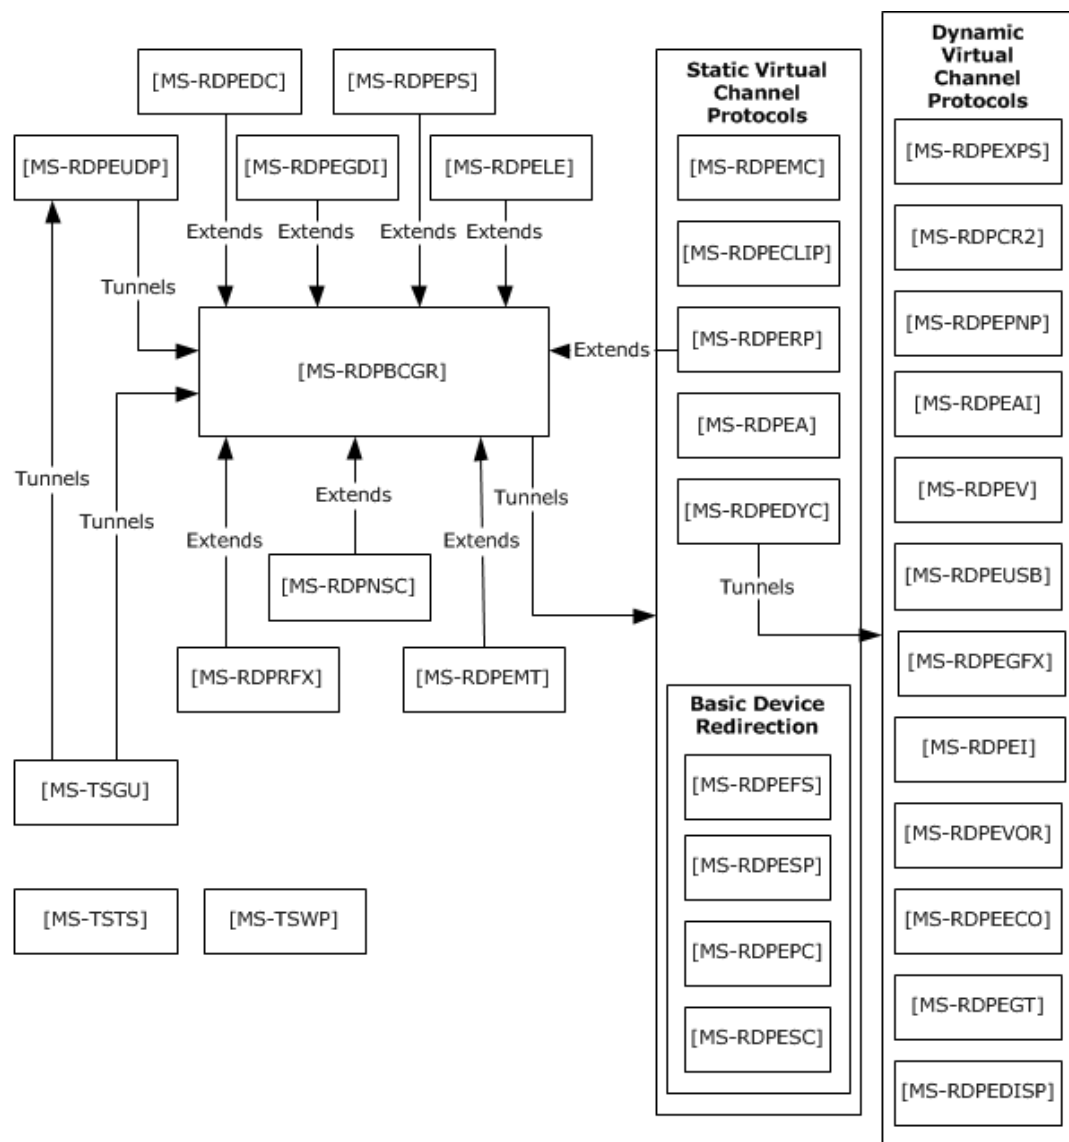 [MS-RDPEDC]
[MS-RDPEPS]
[MS-RDPEUDP]
[MS-RDPEGDI]
[MS-RDPELE]
Extends
Extends
Extends
Extends
Tunnels
[MS-RDPBCGR]
Extends
Tunnels
Tunnels
Extends
Extends
Extends
Tunnels
[MS-RDPNSC]
[MS-RDPRFX]
[MS-RDPEMT]
[MS-TSGU]
[MS-TSTS]
[MS-TSWP]
Static Virtual
Channel
Protocols
[MS-RDPEMC]
[MS-RDPECLIP]
[MS-RDPERP]
[MS-RDPEA]
[MS-RDPEDYC]
Tunnels
Basic Device
Redirection
[MS-RDPEFS]
[MS-RDPESP]
[MS-RDPEPC]
[MS-RDPESC]
Dynamic
Virtual
Channel
Protocols
[MS-RDPEXPS]
[MS-RDPCR2]
[MS-RDPEPNP]
[MS-RDPEAI]
[MS-RDPEV]
[MS-RDPEUSB]
[MS-RDPEGFX]
[MS-RDPEI]
[MS-RDPEVOR]
[MS-RDPEECO]
[MS-RDPEGT]
[MS-RDPEDISP]